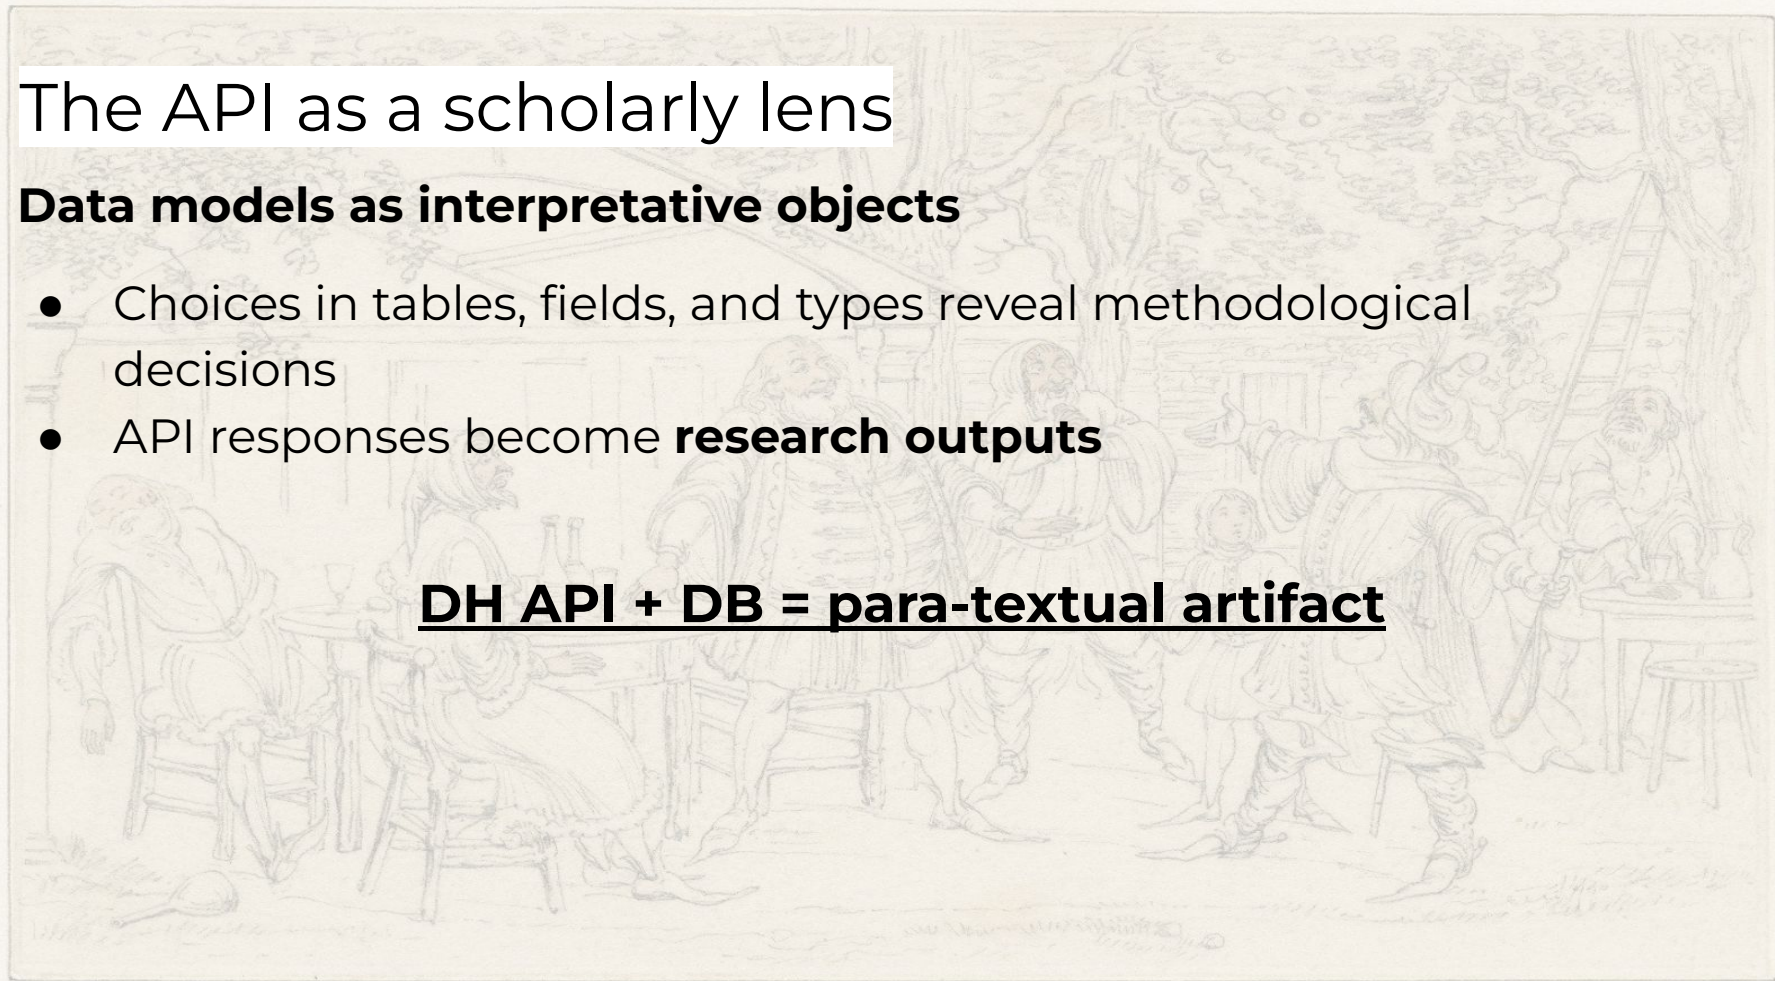 The API as a scholarly lens
Data models as interpretative objects
● Choices in tables, fields, and types reveal methodological
decisions
● API responses become research outputs
DH API + DB = para-textual artifact